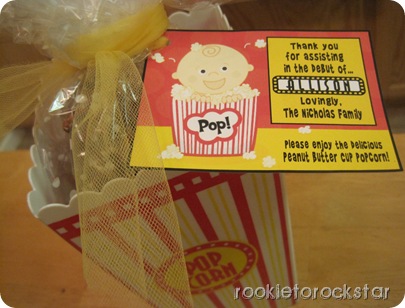 Thank you
for assisting
in the debut of...
ALLISON
Lovingly,
The Nicholas Family
Pop!
Please enjoy the delicious
Peanut Butter Cup Popcorn!
POP
CORN
rookietorockstar